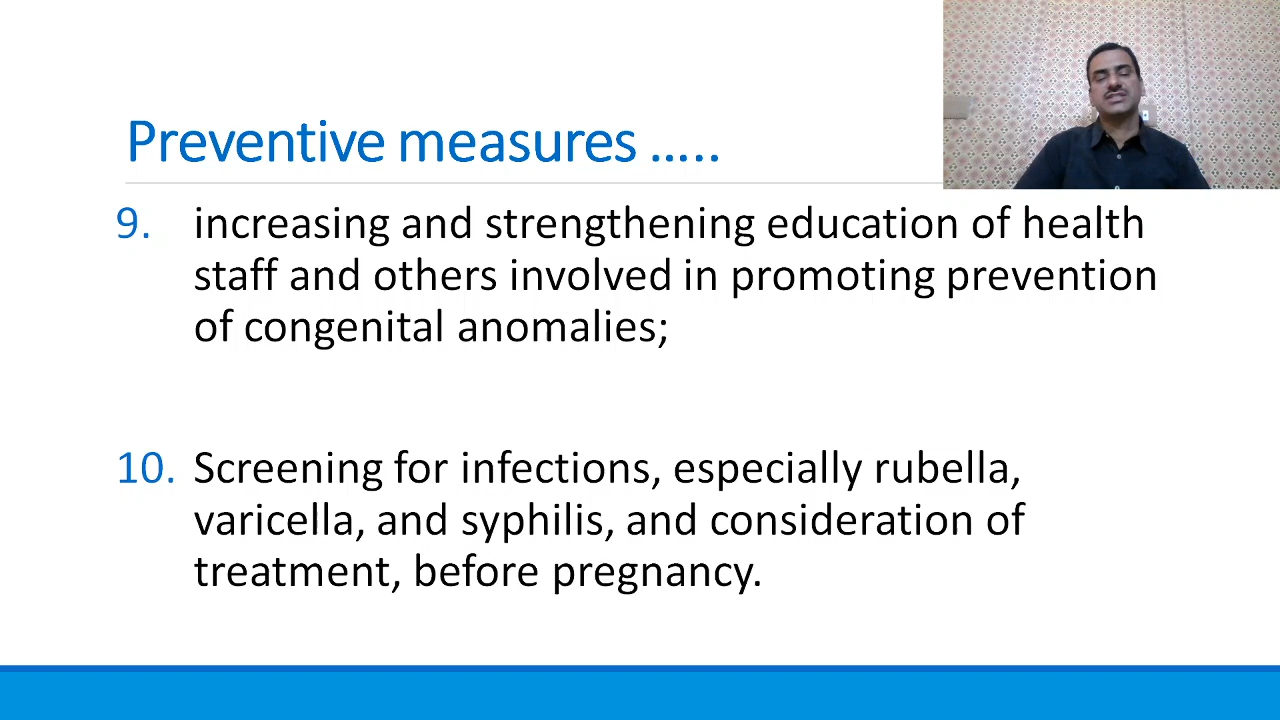 Preventive measures …..
9. increasing and strengthening education of health
staff and others involved in promoting prevention
of congenital anomalies;
10. Screening for infections, especially rubella,
varicella, and syphilis, and consideration of
treatment, before pregnancy.